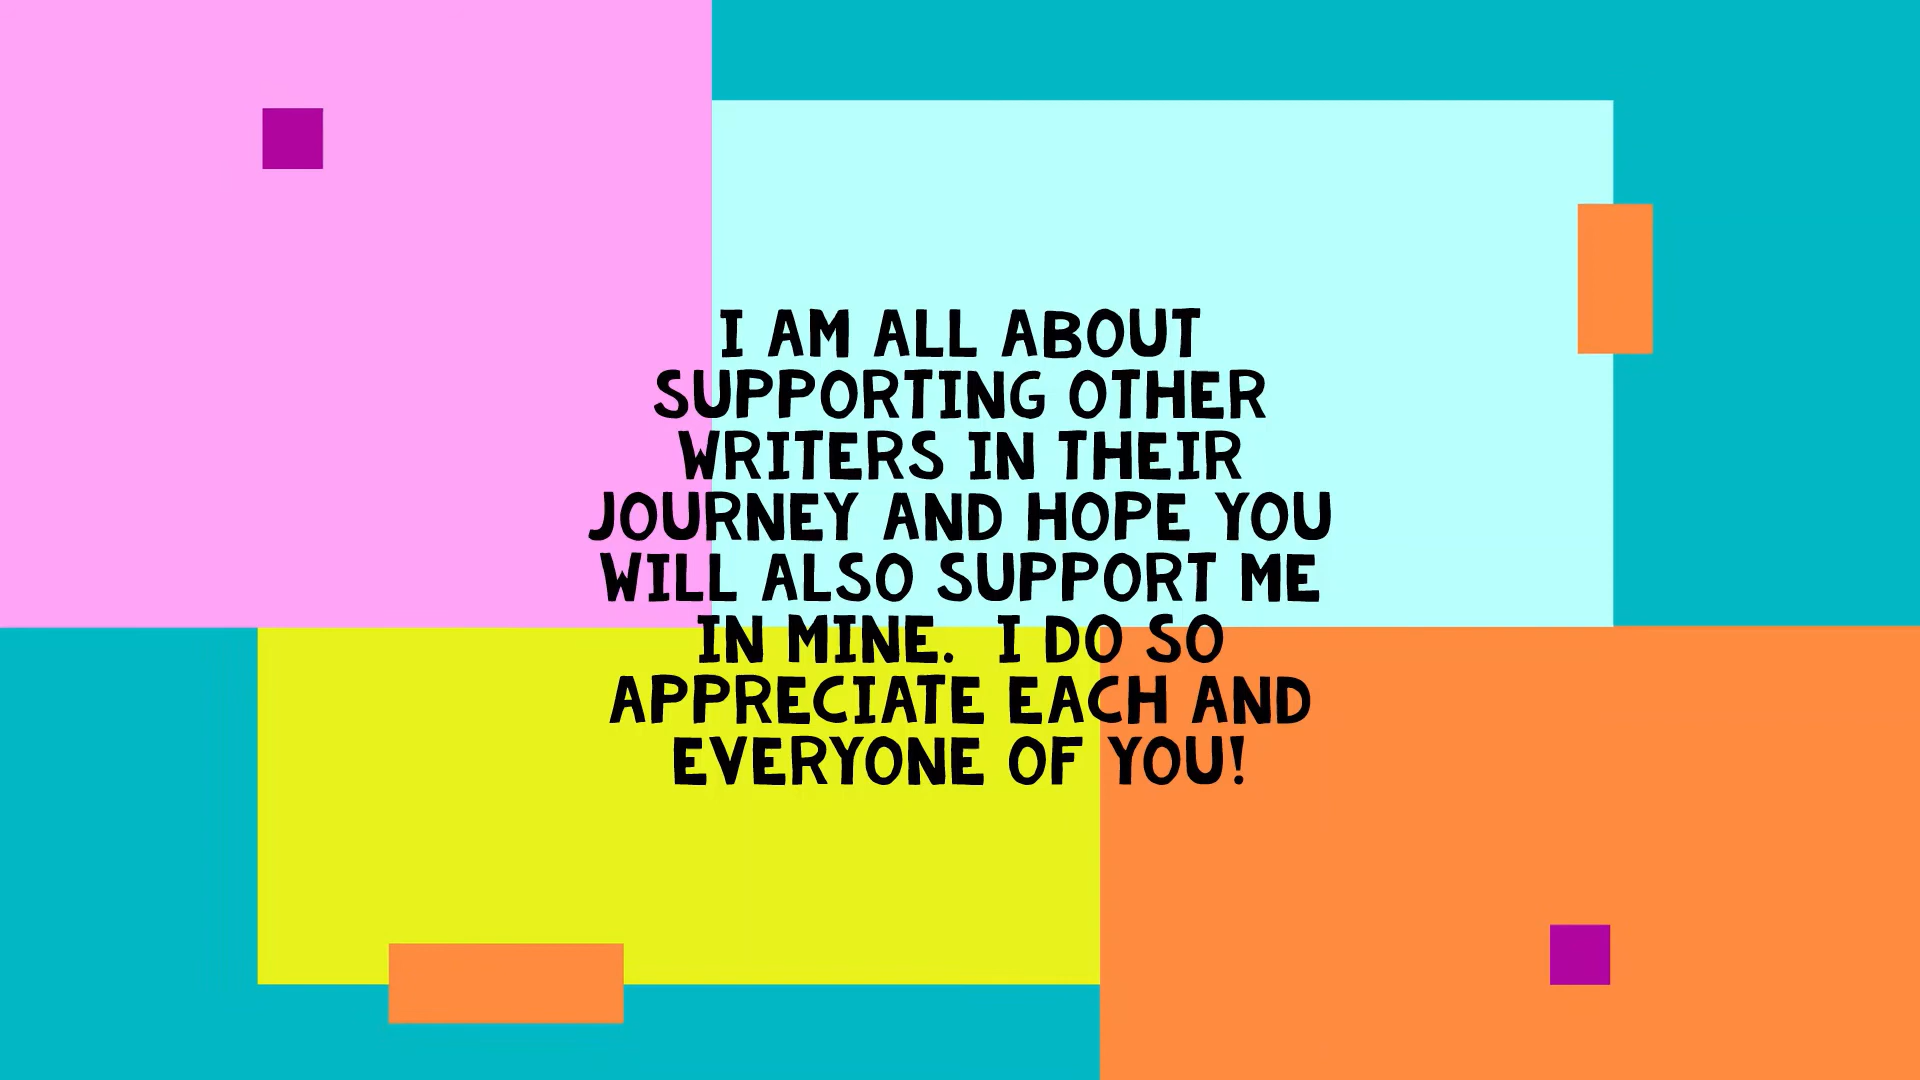 I AM ALL ABOUT
SUPPORTING OTHER
WRITERS IN THEIR
JOURNEY AND HOPE YOU
WILL ALSO SUPPORT ME
IN MINE.  I DO SO
APPRECIATE EACH AND
EVERYONE OF YOU!